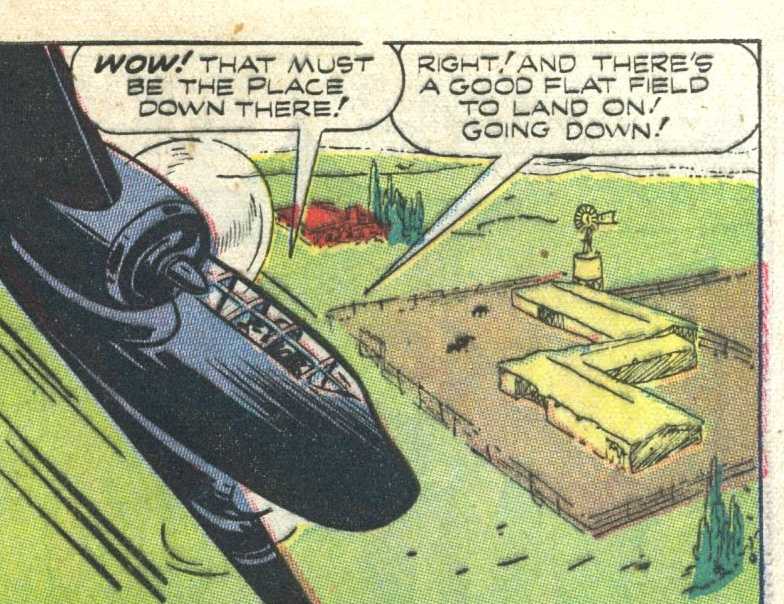 WOW! THAT MUST
BE THE PLACE
DOWN THERE!
RIGHT! AND THERE'S
A GOOD FLAT FIELD
TO LAND ON!
GOING DOWN!